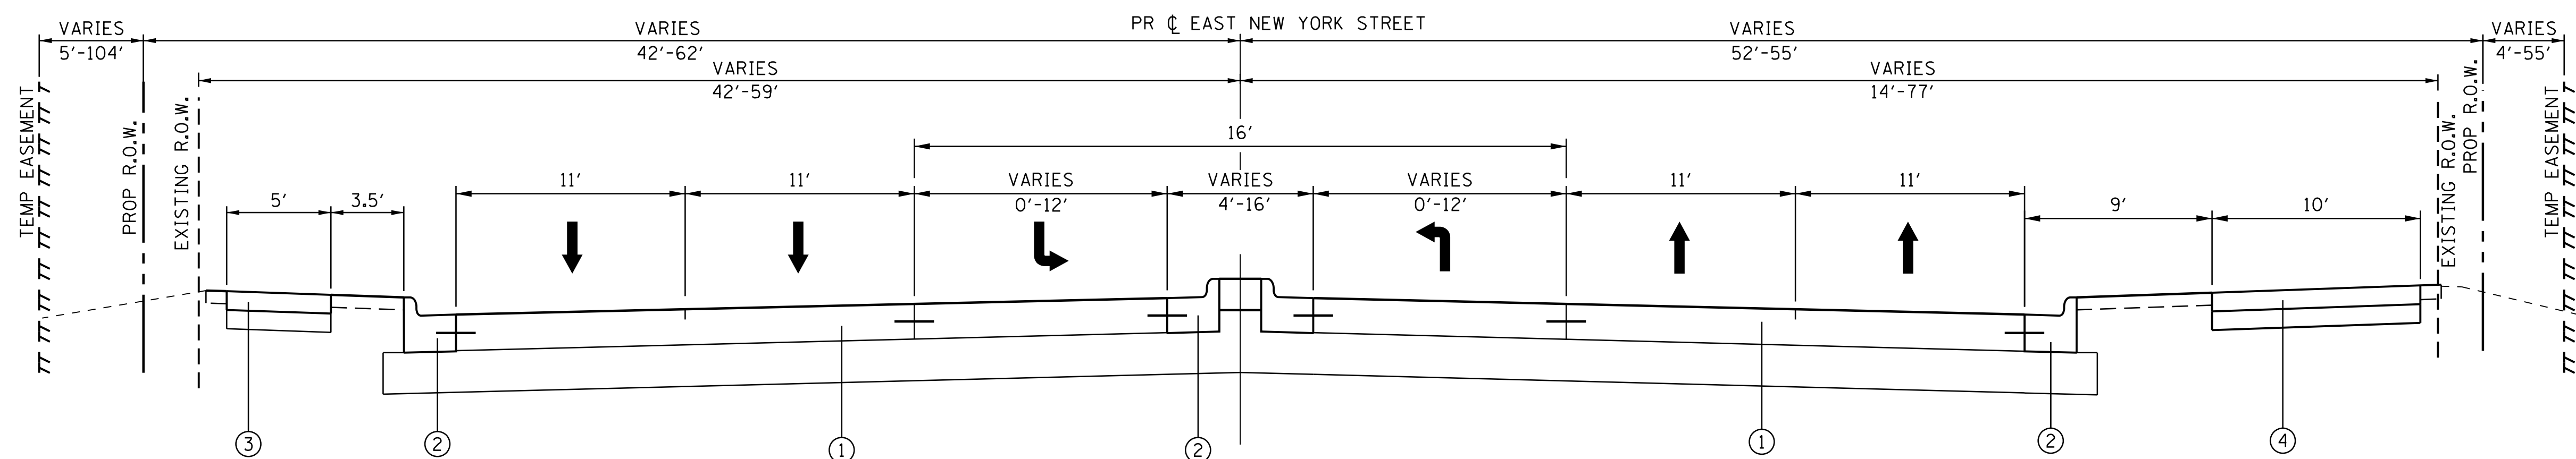 PR ℄ EAST NEW YORK STREET
VARIES
5'-104'
VARIES
42'-62'
VARIES
52'-55'
VARIES
4'-55'
VARIES
42'-59'
VARIES
14'-77'
TEMP EASEMENT
PROP R.O.W.
EXISTING R.O.W.
EXISTING R.O.W.
PROP R.O.W.
TEMP EASEMENT
16'
5'
3.5'
11'
11'
VARIES
0'-12'
VARIES
4'-16'
VARIES
0'-12'
11'
11'
9'
10'
3
2
1
2
1
2
4